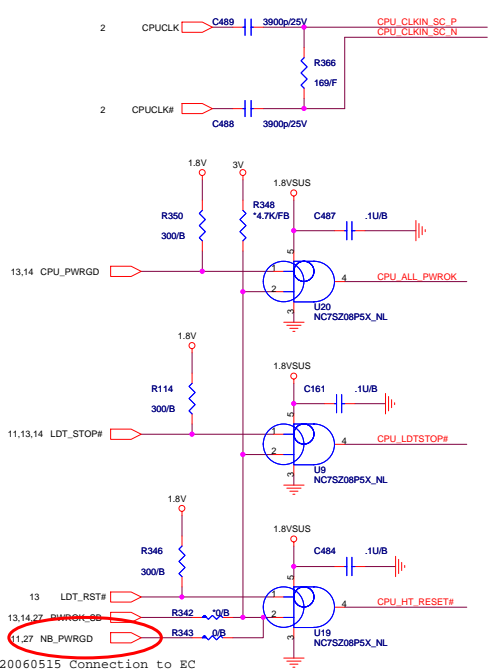 2 CPUCLK C489 3900p/25V CPU_CLKIN_SC_P
CPU_CLKIN_SC_N
R366
169/F
2 CPUCLK# C488 3900p/25V
1.8V 3V 1.8VSUS
R350 300/B R348 *4.7K/FB C487 .1U/B
13,14 CPU_PWRGD 1 2 5 3 4 CPU_ALL_PWROK
U20
NC7SZ08P5X_NL
1.8V 1.8VSUS
R114 300/B C161 .1U/B
11,13,14 LDT_STOP# 1 2 5 3 4 CPU_LDTSTOP#
U9
NC7SZ08P5X_NL
1.8V 1.8VSUS
R346 300/B C484 .1U/B
13 LDT_RST# 1 2 5 3 4 CPU_HT_RESET#
13,14,27 PWROK_SB R342 *0/B
11,27 NB_PWRGD R343 0/B
U19
NC7SZ08P5X_NL
20060515 Connection to EC